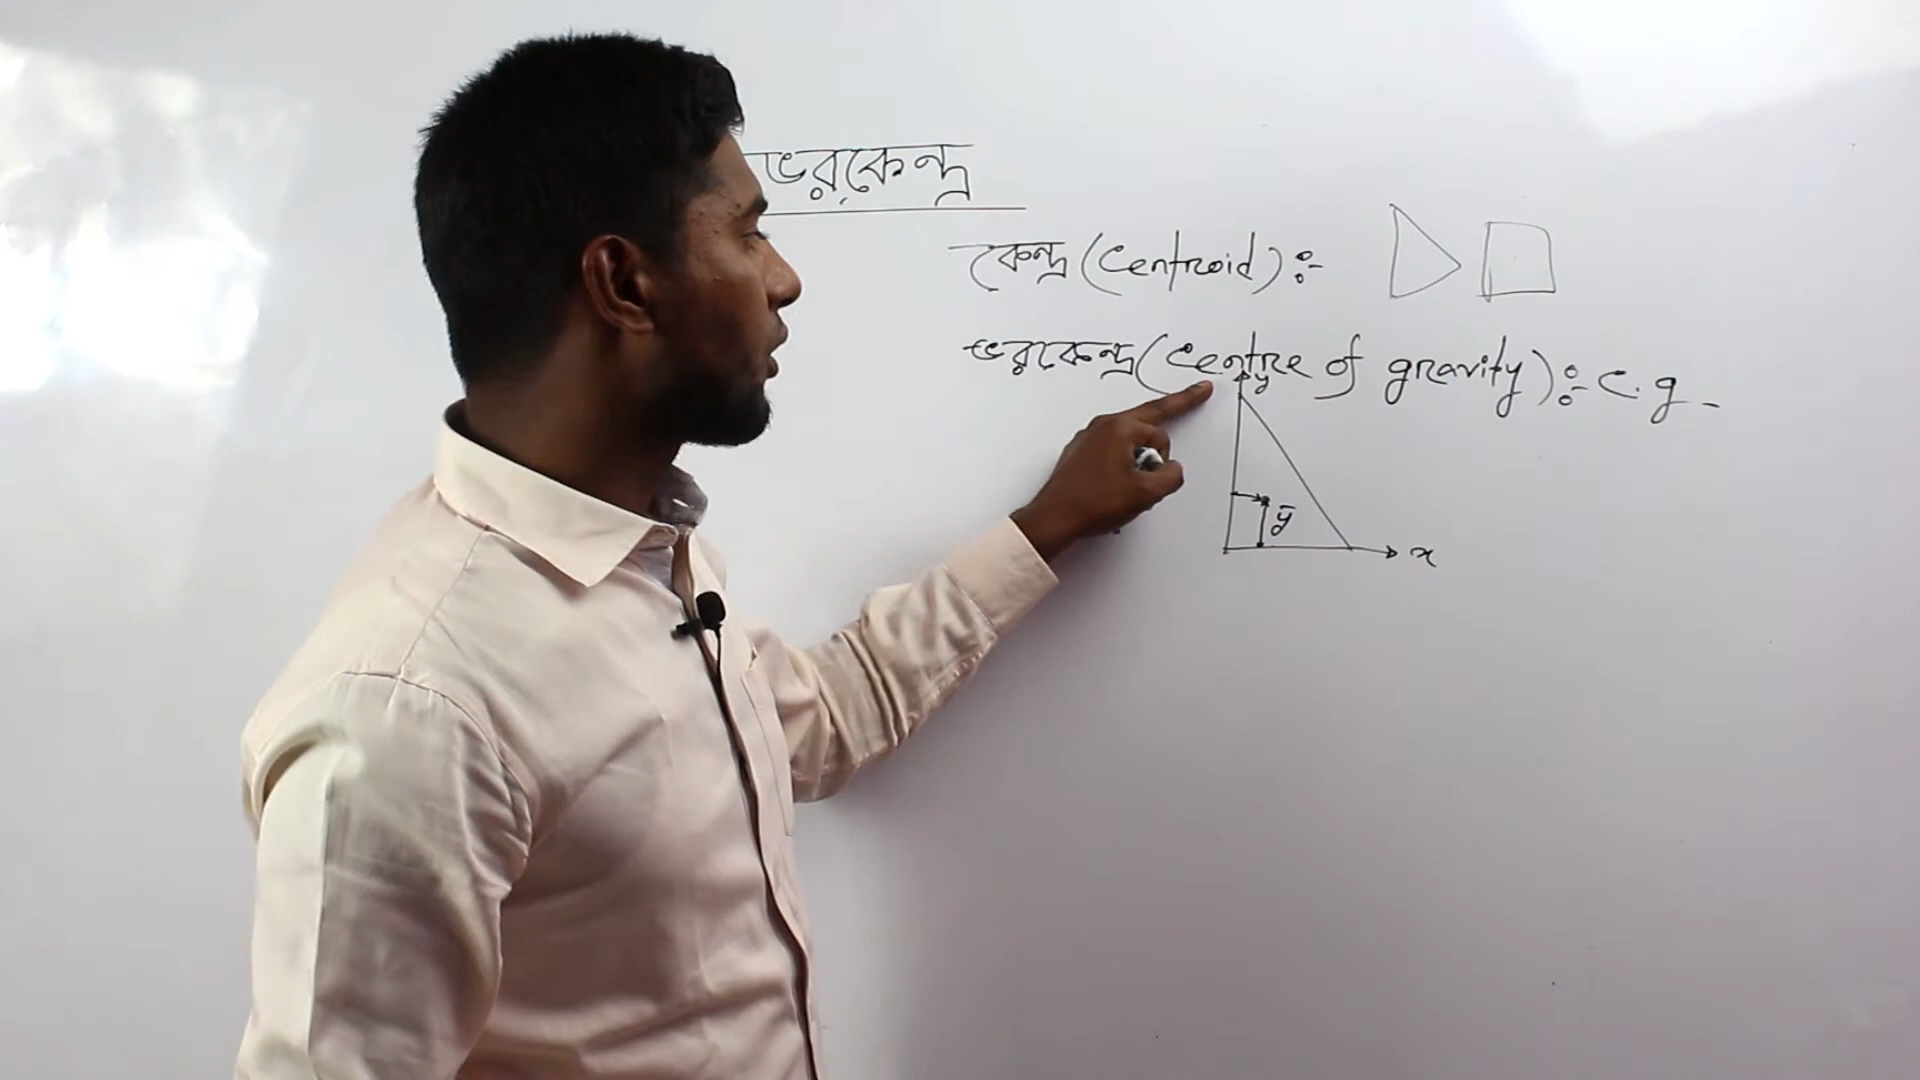 ভরকেন্দ্র
কেন্দ্র (Centroid):-
ভরকেন্দ্র (Centre of gravity):- C.g -
y
ȳ
x